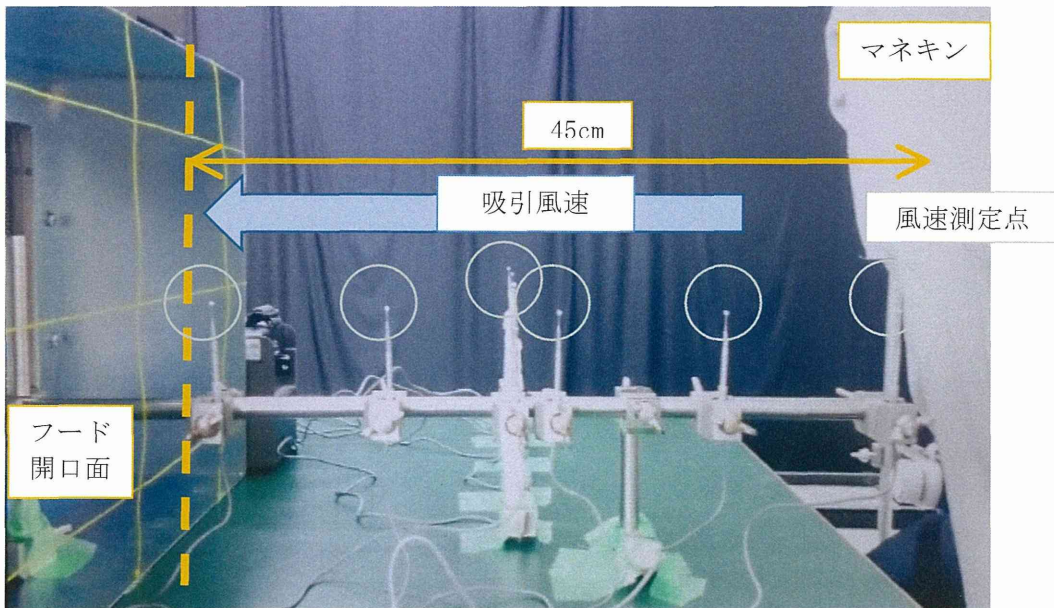 マネキン
45cm
吸引風速
風速測定点
フード
開口面